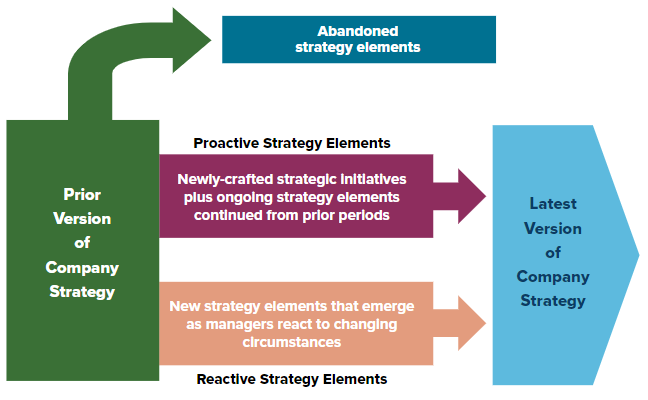 Abandoned
strategy elements
Proactive Strategy Elements
Prior
Version
of
Company
Strategy
Newly-crafted strategic initiatives
plus ongoing strategy elements
continued from prior periods
New strategy elements that emerge
as managers react to changing
circumstances
Reactive Strategy Elements
Latest
Version
of
Company
Strategy